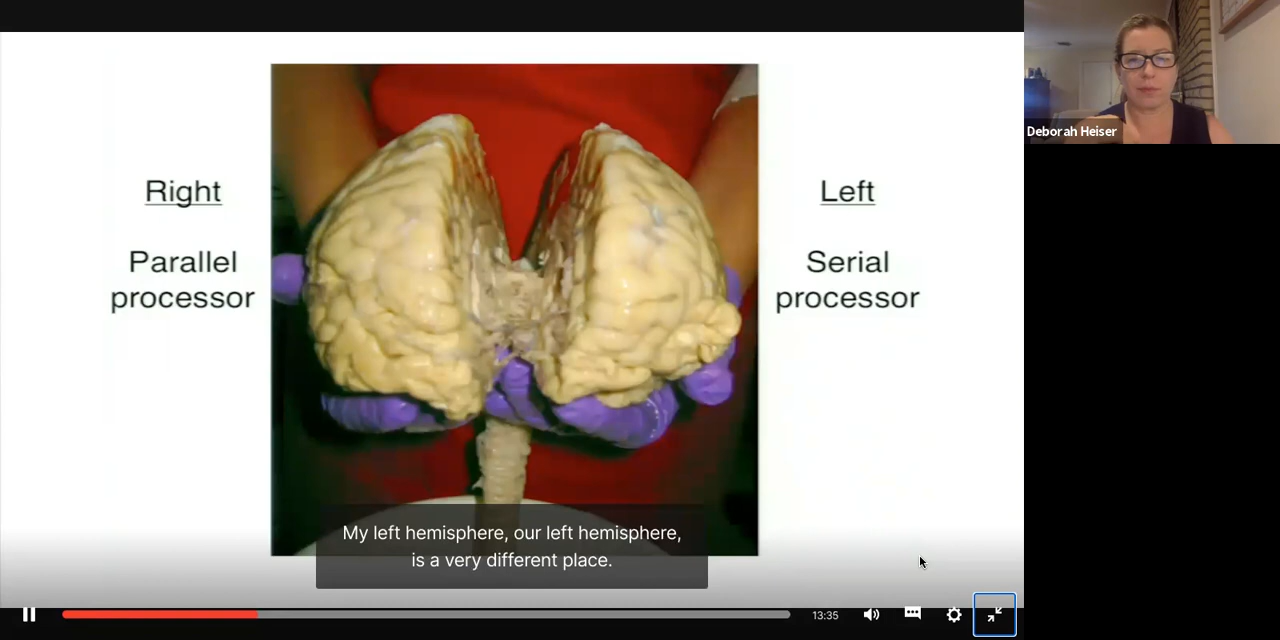 Right
Parallel
processor
Left
Serial
processor
Deborah Heiser
My left hemisphere, our left hemisphere,
is a very different place.
13:35